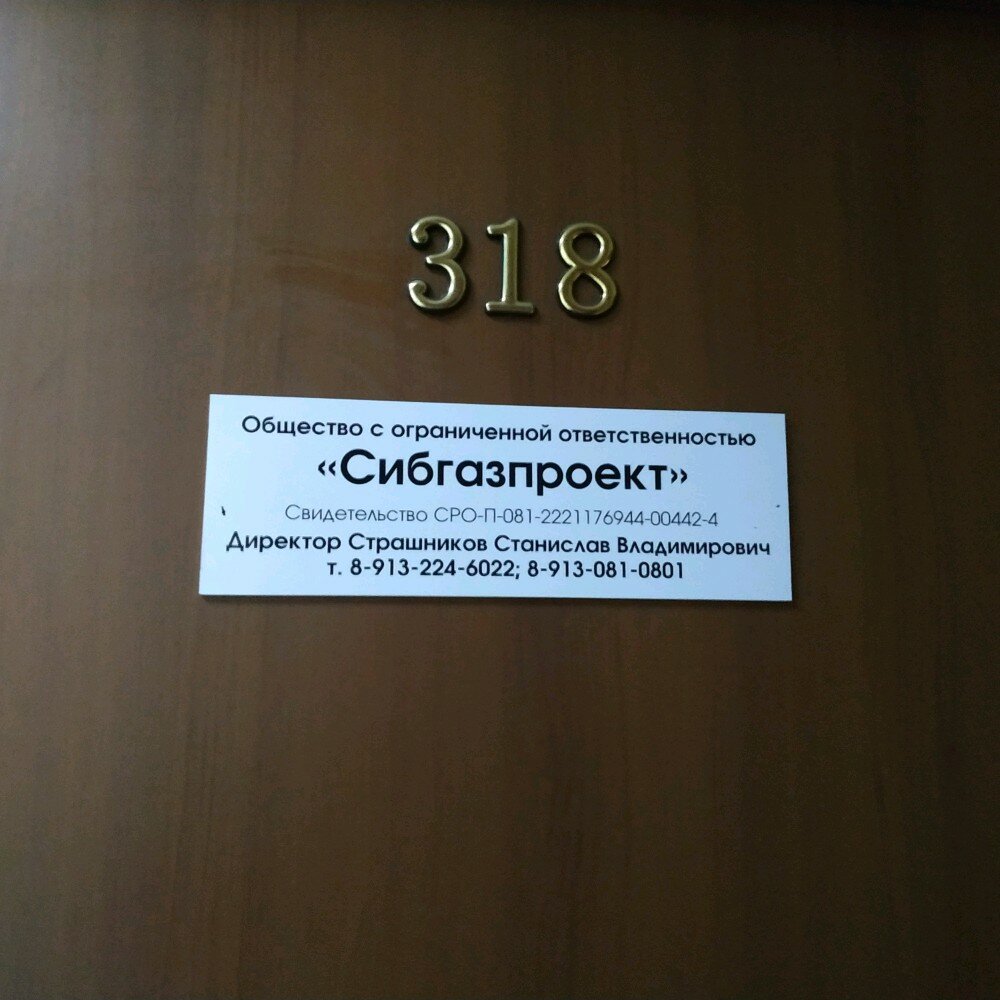 318
Общество с ограниченной ответственностью
«Сибгазпроект»
Свидетельство СРО-П-081-2221176944-00442-4
Директор Страшников Станислав Владимирович
т. 8-913-224-6022; 8-913-081-0801